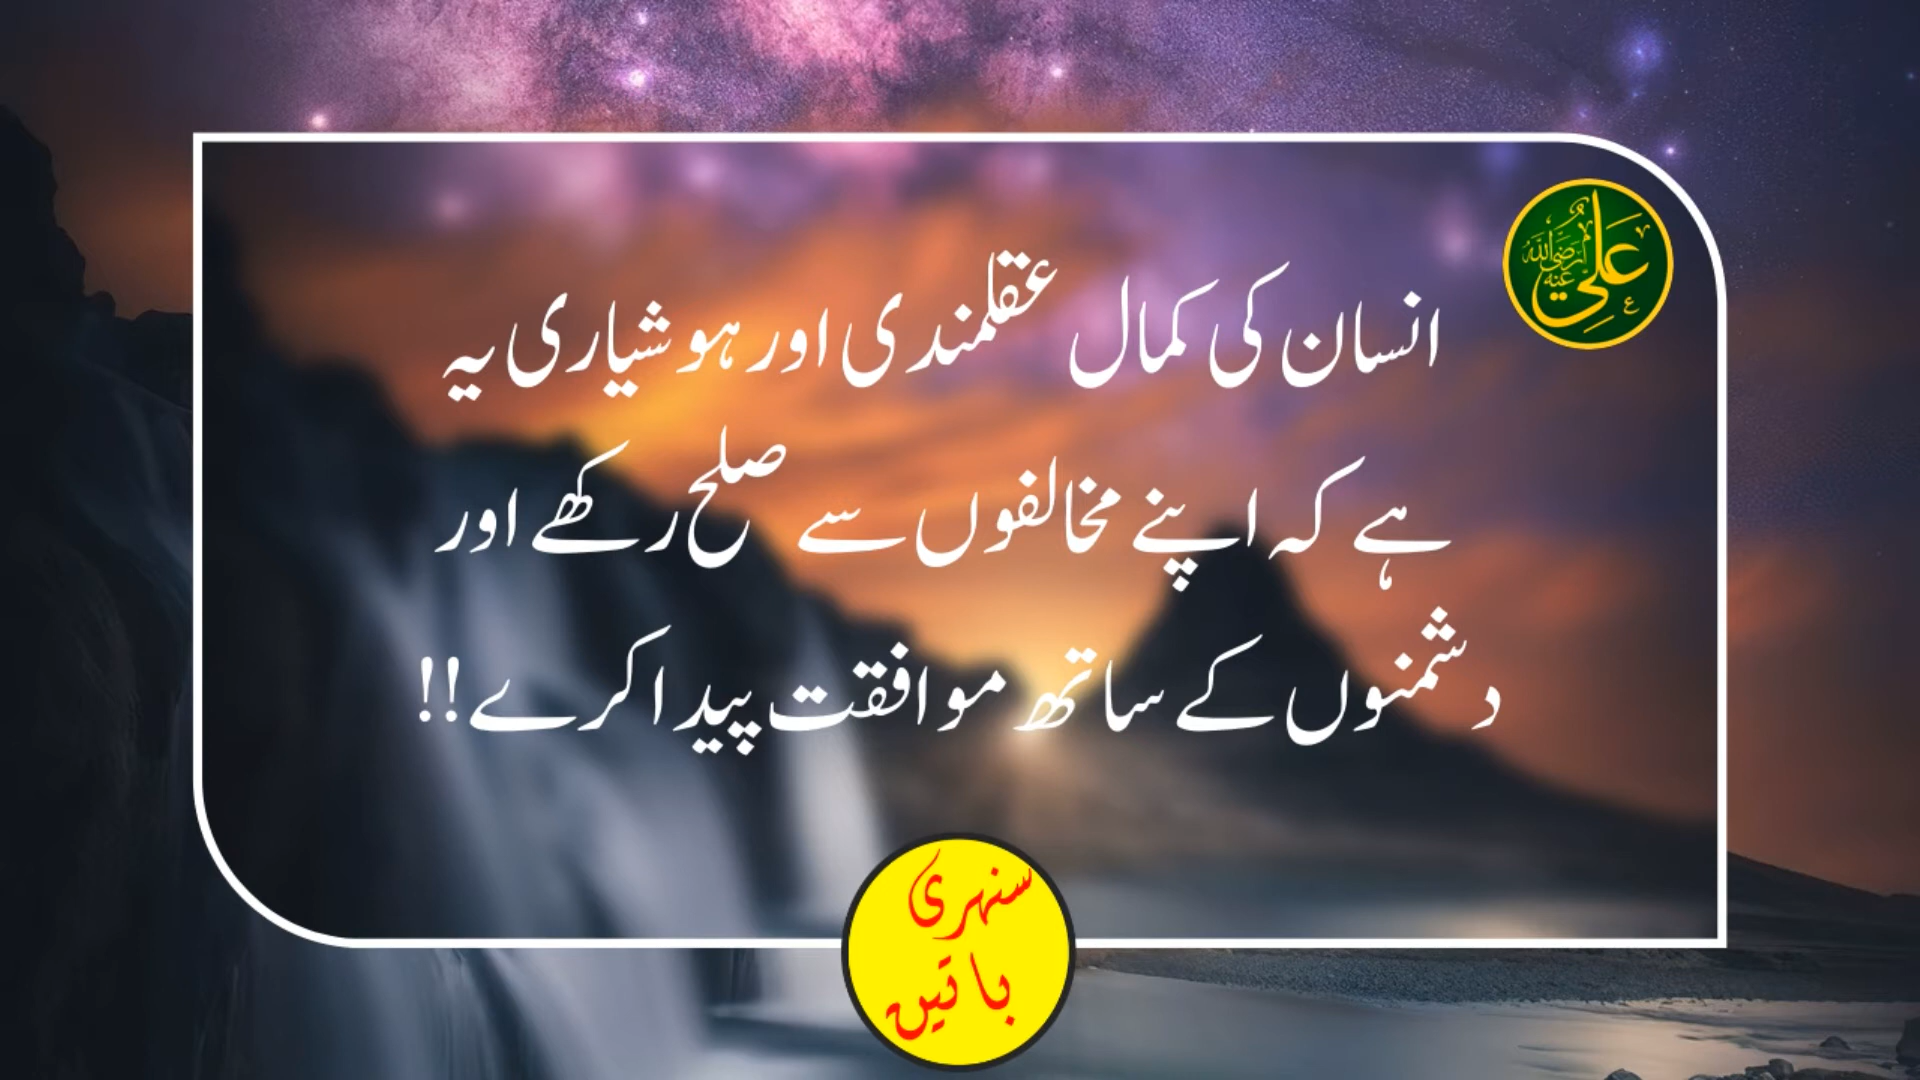 علی رضی اللہ عنہ
انسان کی کمال عقلمندی اور ہوشیاری یہ
ہے کہ اپنے مخالفوں سے صلح رکھے اور
دشمنوں کے ساتھ موافقت پیدا کرے!!
سنہری
باتیں